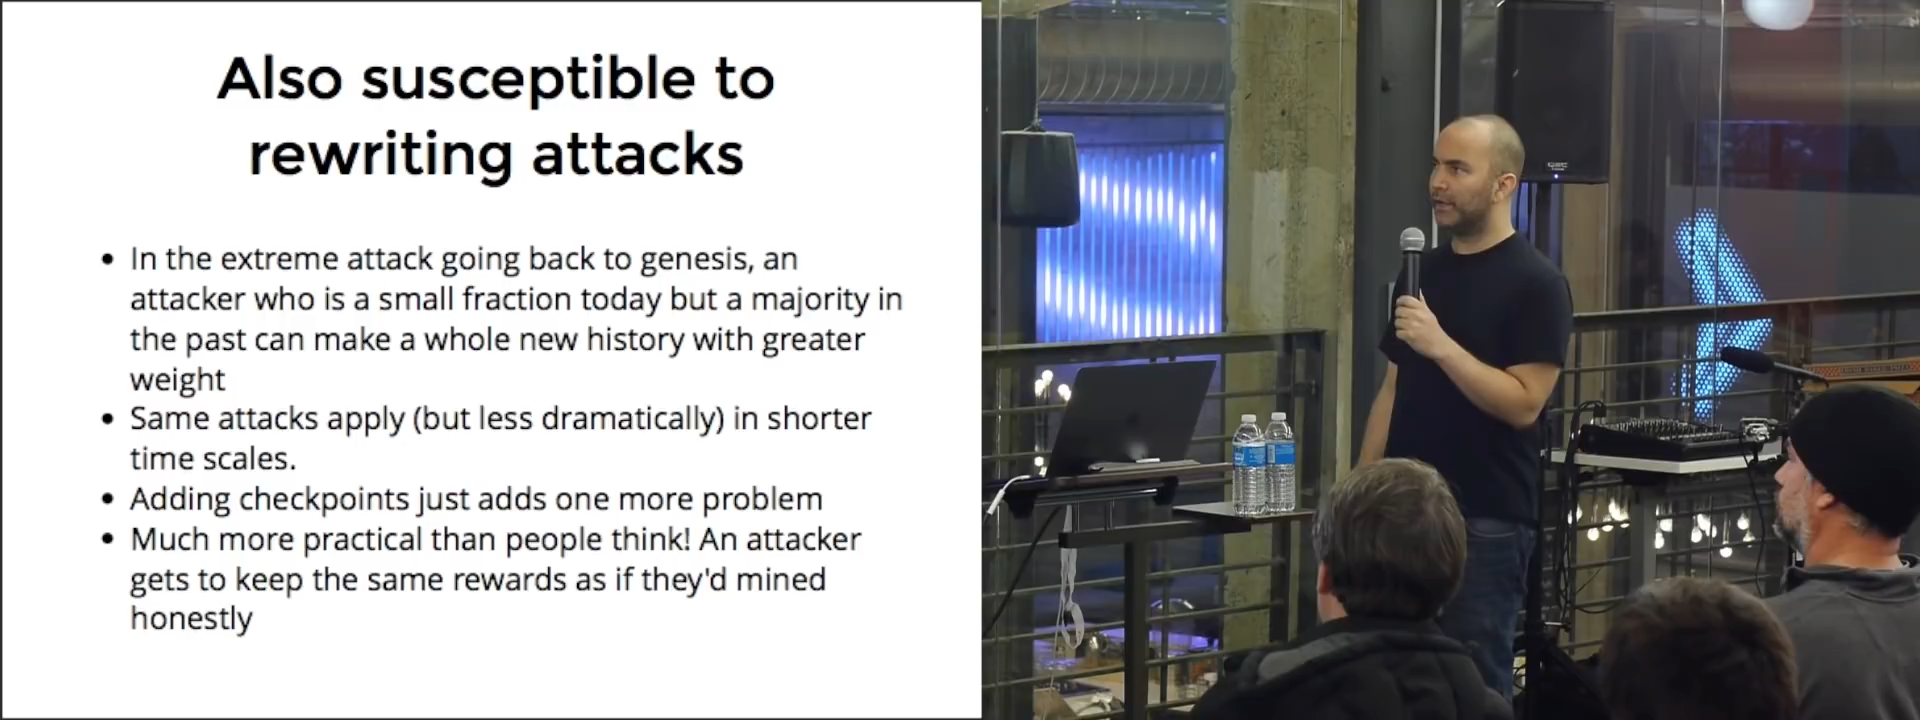 Also susceptible to
rewriting attacks
• In the extreme attack going back to genesis, an
attacker who is a small fraction today but a majority in
the past can make a whole new history with greater
weight
• Same attacks apply (but less dramatically) in shorter
time scales.
• Adding checkpoints just adds one more problem
• Much more practical than people think! An attacker
gets to keep the same rewards as if they'd mined
honestly